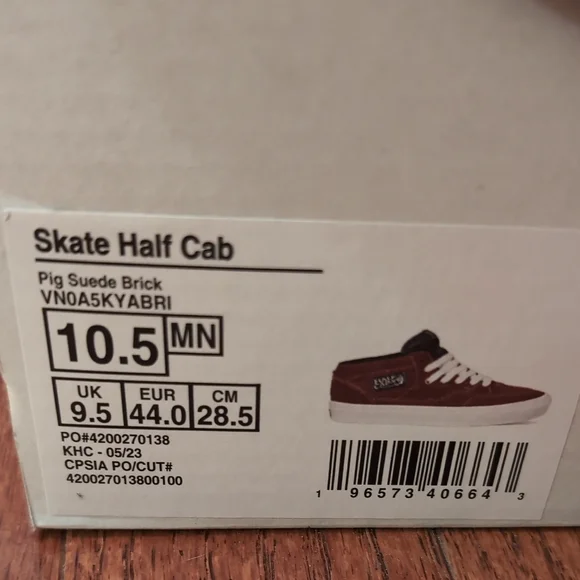 Skate Half Cab
Pig Suede Brick
VN0A5KYABRI
10.5 MN
UK EUR CM
9.5 44.0 28.5
PO#4200270138
KHC - 05/23
CPSIA PO/CUT#
420027013800100
1 96573 40664 3